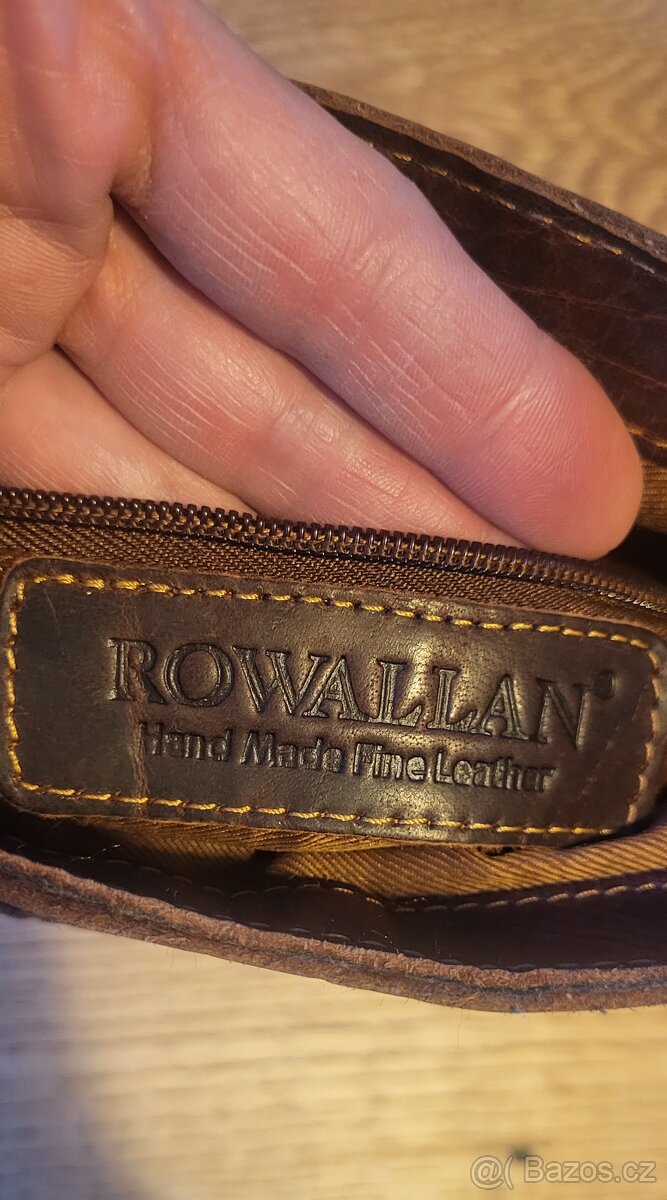 ROWALLAN®
Hand Made Fine Leather
@( Bazos.cz